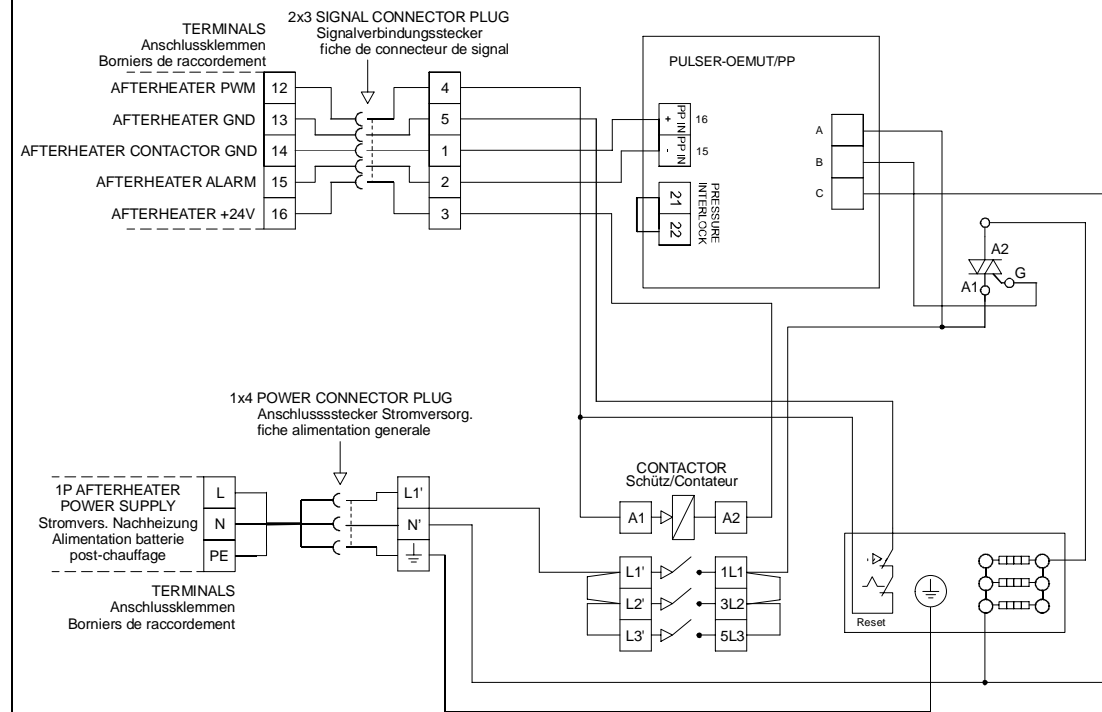 2x3 SIGNAL CONNECTOR PLUG
Signalverbindungsstecker
fiche de connecteur de signal
TERMINALS
Anschlussklemmen
Borniers de raccordement
AFTERHEATER PWM 12
AFTERHEATER GND 13
AFTERHEATER CONTACTOR GND 14
AFTERHEATER ALARM 15
AFTERHEATER +24V 16
4
5
1
2
3
PULSER-OEMUT/PP
+ PP IN 16
- PP IN 15
21
22
PRESSURE
INTERLOCK
A
B
C
A2
G
A1
1x4 POWER CONNECTOR PLUG
Anschlusssstecker Stromversorg.
fiche alimentation generale
1P AFTERHEATER
POWER SUPPLY
Stromvers. Nachheizung
Alimentation batterie
post-chauffage
L
N
PE
L1'
N'
TERMINALS
Anschlussklemmen
Borniers de raccordement
CONTACTOR
Schütz/Contateur
A1 A2
L1' 1L1
L2' 3L2
L3' 5L3
Reset